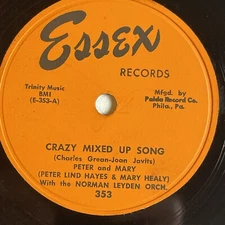 Essex
RECORDS
Trinity Music
BMI
(E-353-A)
Mfgd. by
Palda Record Co.
Phila., Pa.
CRAZY MIXED UP SONG
(Charles Grean-Joan Javits)
PETER and MARY
(PETER LIND HAYES & MARY HEALY)
With the NORMAN LEYDEN ORCH.
353